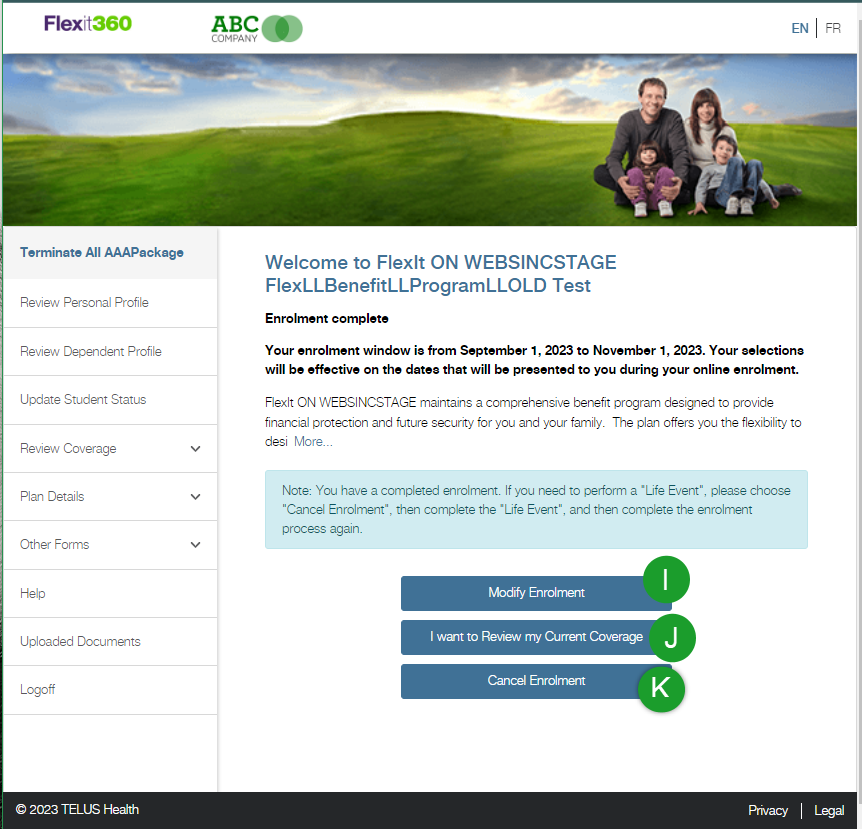 Flexit360
ABC
COMPANY
EN FR
Terminate All AAAPackage
Review Personal Profile
Review Dependent Profile
Update Student Status
Review Coverage
Plan Details
Other Forms
Help
Uploaded Documents
Logoff
Welcome to FlexIt ON WEBSINCSTAGE
FlexLLBenefitLLProgramLLOLD Test
Enrolment complete
Your enrolment window is from September 1, 2023 to November 1, 2023. Your selections
will be effective on the dates that will be presented to you during your online enrolment.
FlexIt ON WEBSINCSTAGE maintains a comprehensive benefit program designed to provide
financial protection and future security for you and your family. The plan offers you the flexibility to
desi More...
Note: You have a completed enrolment. If you need to perform a "Life Event", please choose
"Cancel Enrolment", then complete the "Life Event", and then complete the enrolment
process again.
Modify Enrolment I
I want to Review my Current Coverage J
Cancel Enrolment K
© 2023 TELUS Health
Privacy Legal